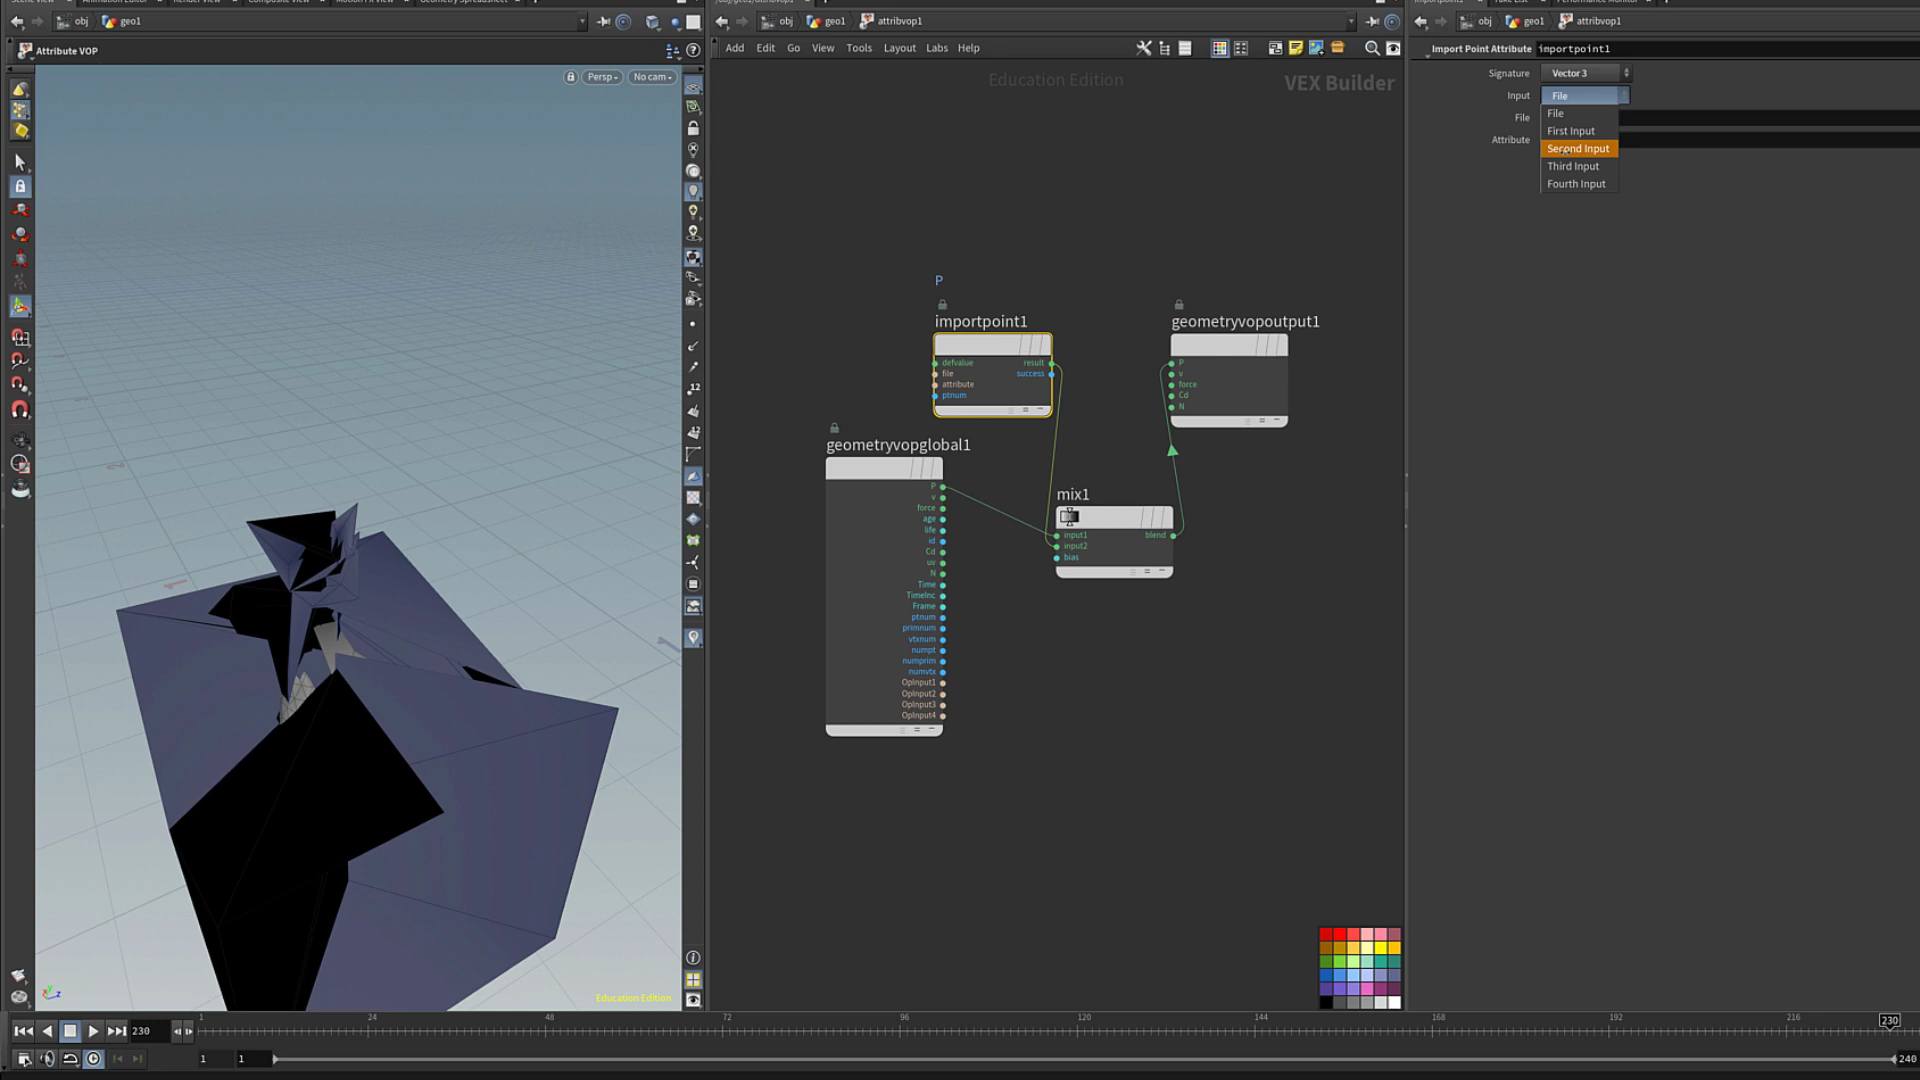 obj
geo1
obj
geo1
attribvop1
obj
geo1
attribvop1
Attribute VOP
Add Edit Go View Tools Layout Labs Help
Import Point Attribute importpoint1
Signature Vector 3
Input File
File
Attribute
File
First Input
Second Input
Third Input
Fourth Input
Persp
No cam
Education Edition
VEX Builder
P
importpoint1
defvalue result
file success
attribute
ptnum
geometryvopoutput1
P
v
force
Cd
N
geometryvopglobal1
P
v
force
age
life
id
Cd
uv
N
Time
TimeInc
Frame
ptnum
primnum
vtxnum
numpt
numprim
numvtx
OpInput1
OpInput2
OpInput3
OpInput4
mix1
input1 blend
input2
bias
12
12
Education Edition
230
1 24 48 72 96 120 144 168 192 216 230
1 1 240